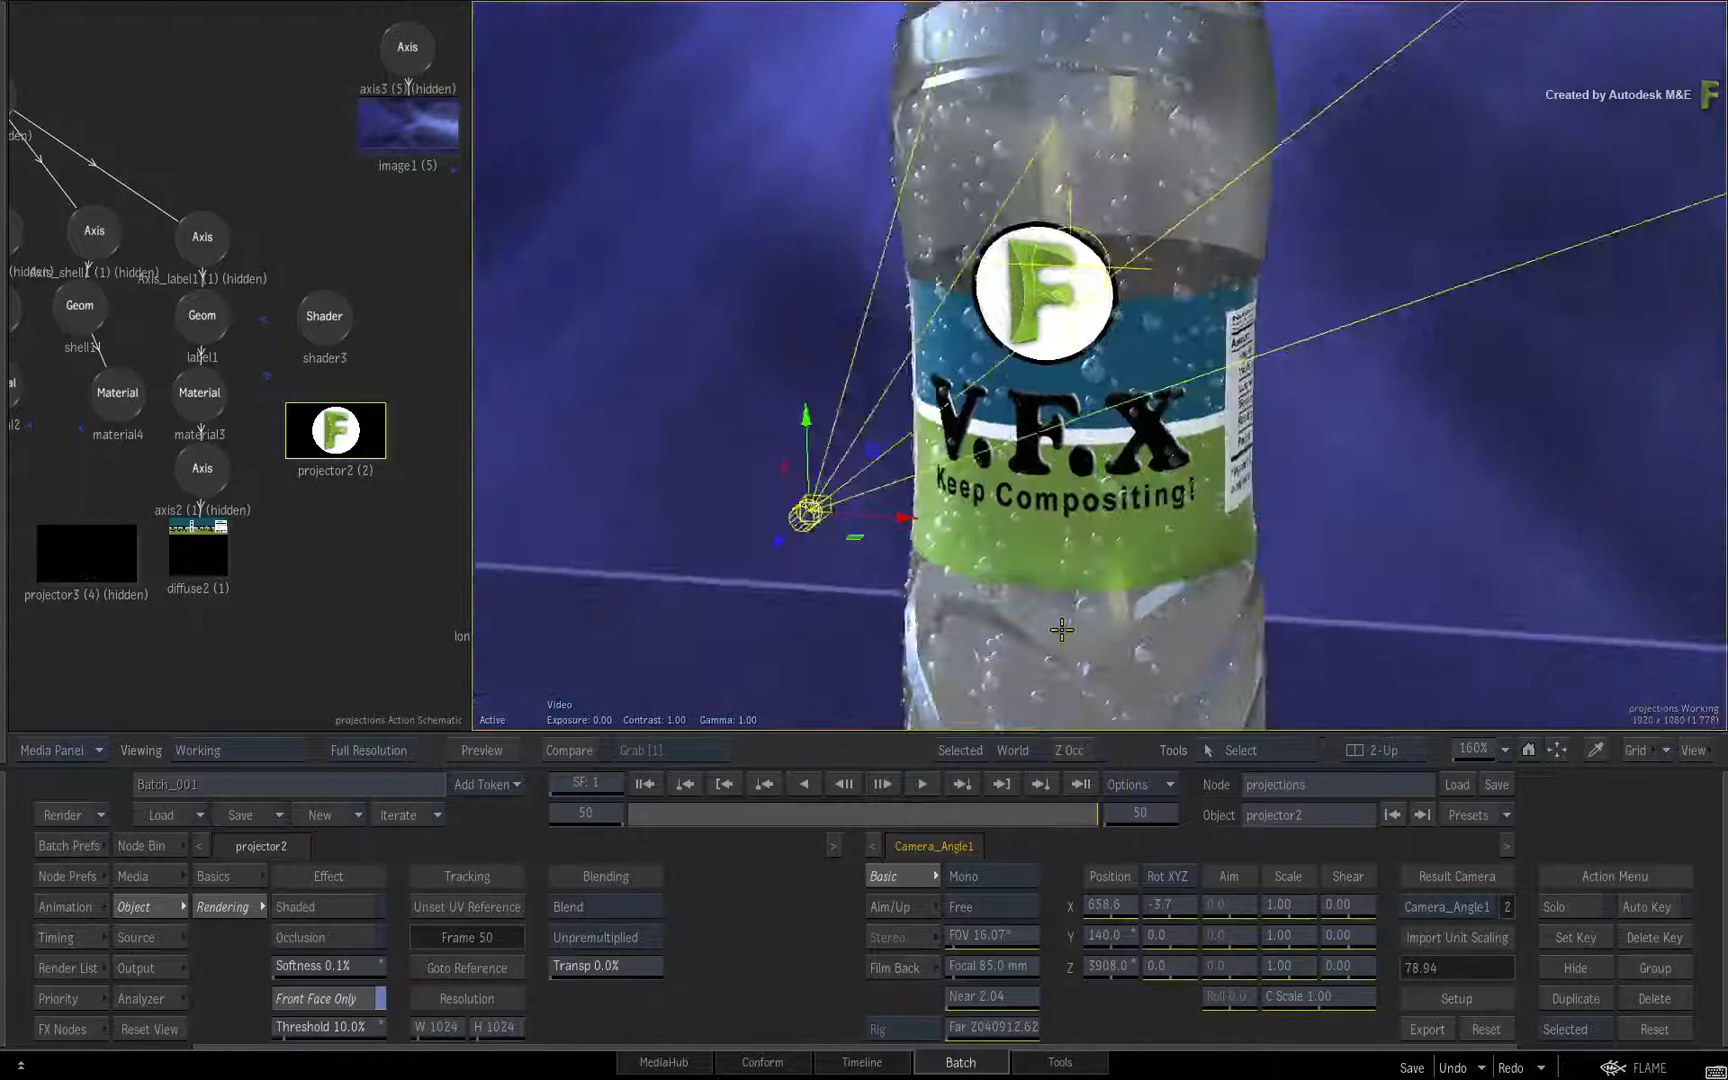 Axis
axis3 (5) (hidden)
image1 (5)
Created by Autodesk M&E
Axis
Axis
Axis_label1 (1) (hidden)
Geom
Geom
Shader
label1
shader3
Material
Material
material4
material3
F
projector2 (2)
Axis
axis2 (1) (hidden)
projector3 (4) (hidden)
diffuse2 (1)
F
V.F.X
Keep Compositing!
projections Action Schematic
Active
Video
Exposure: 0.00 Contrast: 1.00 Gamma: 1.00
projections Working
1920 x 1080 (1.778)
Media Panel Viewing Working Full Resolution Preview Compare Grab [1] Selected World Z Occ Tools Select 2-Up 160% Grid View
Batch_001 Add Token SF: 1 Options Node projections Load Save
Render Load Save New Iterate 50 50 Object projector2 Presets
Batch Prefs Node Bin < projector2 > < Camera_Angle1 >
Node Prefs Media Basics Effect Tracking Blending Basic Mono Position Rot XYZ Aim Scale Shear Result Camera Action Menu
Animation Object Rendering Shaded Unset UV Reference Blend Aim/Up Free X 658.6 -3.7 0.0 1.00 0.00 Camera_Angle1 2 Solo Auto Key
Timing Source Occlusion Frame 50 Unpremultiplied Stereo FOV 16.07° Y 140.0 0.0 0.0 1.00 0.00 Import Unit Scaling Set Key Delete Key
Render List Output Softness 0.1% Goto Reference Transp 0.0% Film Back Focal 85.0 mm Z 3908.0 0.0 0.0 1.00 0.00 78.94 Hide Group
Priority Analyzer Front Face Only Resolution Near 2.04 Roll 0.0 C Scale 1.00 Setup Duplicate Delete
FX Nodes Reset View Threshold 10.0% W 1024 H 1024 Rig Far 2040912.62 Export Reset Selected Reset
MediaHub Conform Timeline Batch Tools
Save Undo Redo FLAME